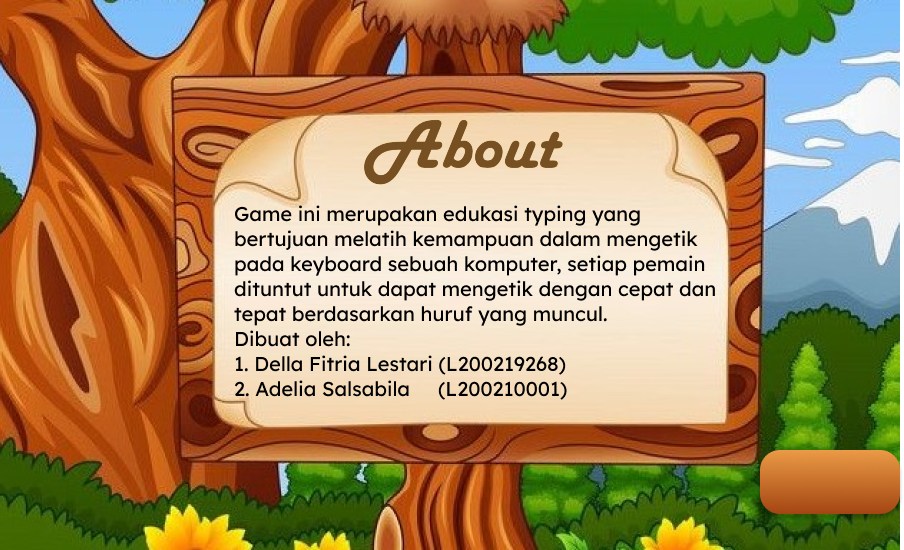 About
Game ini merupakan edukasi typing yang
bertujuan melatih kemampuan dalam mengetik
pada keyboard sebuah komputer, setiap pemain
dituntut untuk dapat mengetik dengan cepat dan
tepat berdasarkan huruf yang muncul.
Dibuat oleh:
1. Della Fitria Lestari (L200219268)
2. Adelia Salsabila (L200210001)